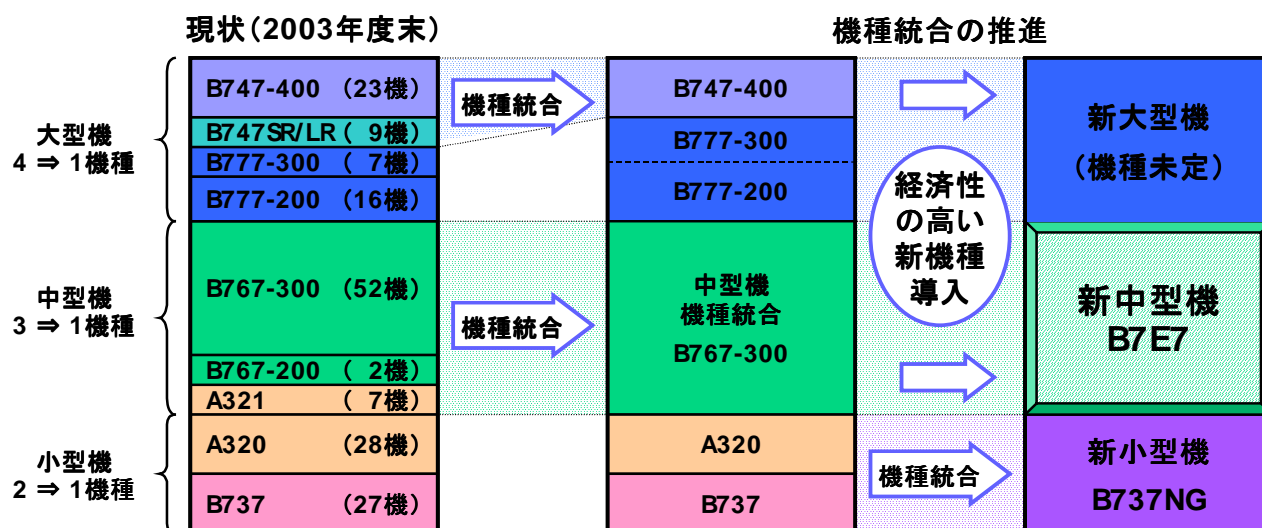 現状(2003年度末)
機種統合の推進
大型機
4 ⇒ 1機種
中型機
3 ⇒ 1機種
小型機
2 ⇒ 1機種
B747-400 (23機)
B747SR/LR ( 9機)
B777-300 ( 7機)
B777-200 (16機)
B767-300 (52機)
B767-200 ( 2機)
A321 ( 7機)
A320 (28機)
B737 (27機)
機種統合
機種統合
B747-400
B777-300
B777-200
中型機
機種統合
B767-300
A320
B737
経済性
の高い
新機種
導入
機種統合
新大型機
(機種未定)
新中型機
B7E7
新小型機
B737NG